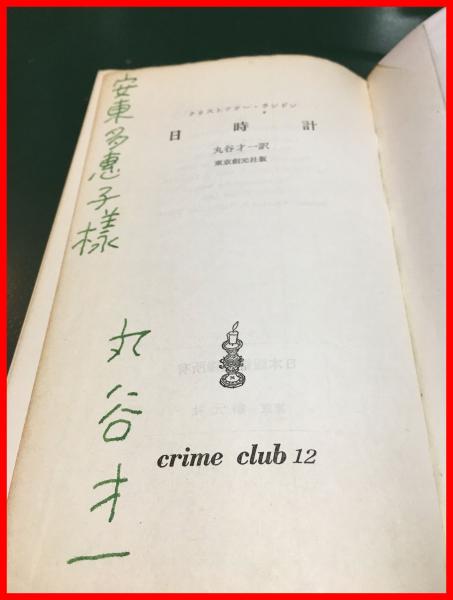 安東多惠子様
丸谷才一
クリストファー・ランドン
日時計
丸谷才一訳
東京創元社版
crime club 12